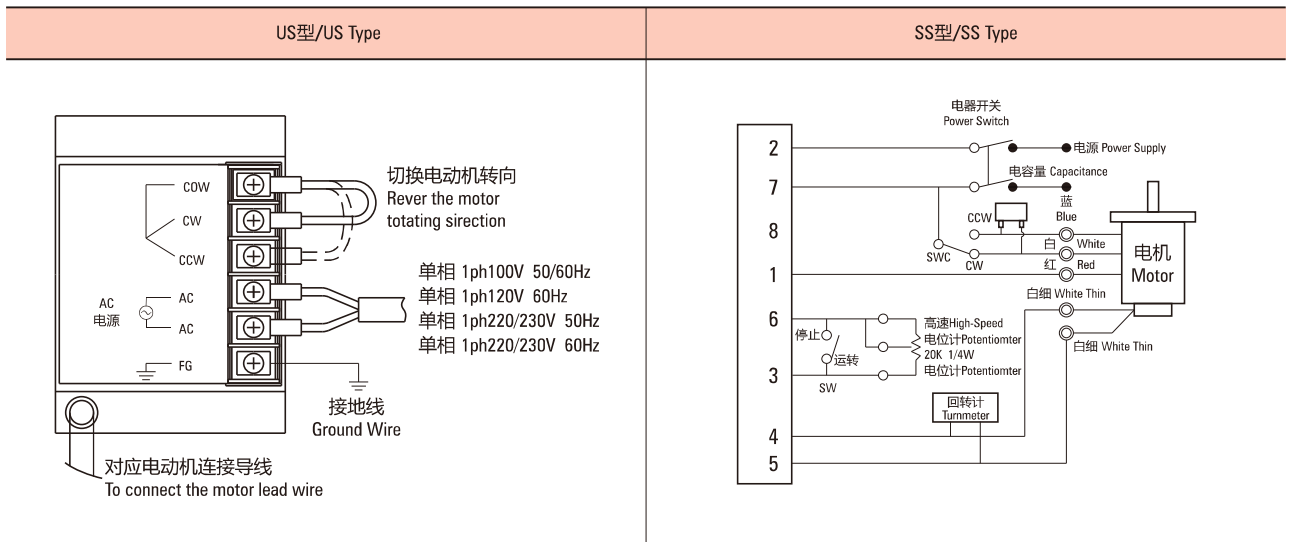 US型/US Type
COW
CW
CCW
AC
电源
AC
AC
FG
切换电动机转向
Rever the motor
totating sirection
单相 1ph100V 50/60Hz
单相 1ph120V 60Hz
单相 1ph220/230V 50Hz
单相 1ph220/230V 60Hz
接地线
Ground Wire
对应电动机连接导线
To connect the motor lead wire
SS型/SS Type
电器开关
Power Switch
2
电源 Power Supply
电容量 Capacitance
7
蓝
Blue
CCW
8
白 White
SWC
CW
电机
Motor
1
红 Red
白细 White Thin
6
高速High-Speed
停止
电位计Potentiomter
20K 1/4W
运转
白细 White Thin
3
电位计Potentiomter
SW
回转计
Turnmeter
4
5